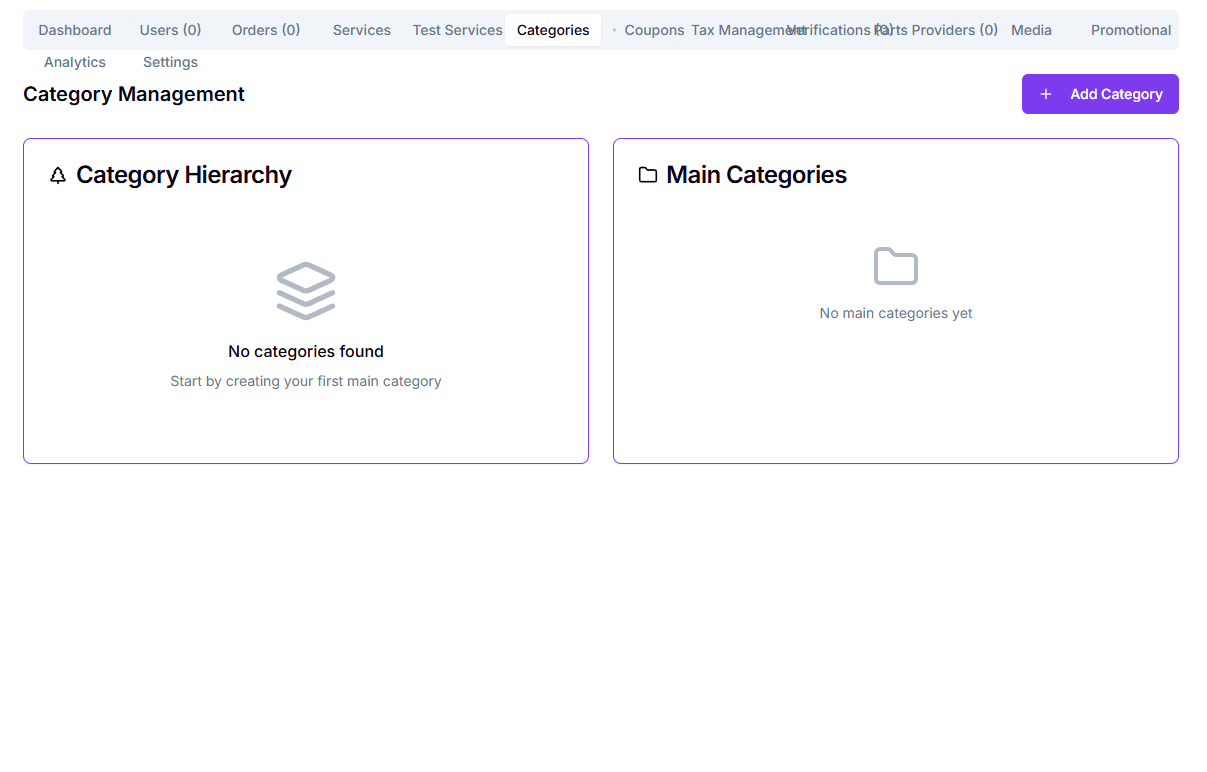 Dashboard Users (0) Orders (0) Services Test Services Categories Coupons Tax Management Verifications (0) Parts Providers (0) Media Promotional
Analytics Settings
Category Management
Add Category
Category Hierarchy
No categories found
Start by creating your first main category
Main Categories
No main categories yet